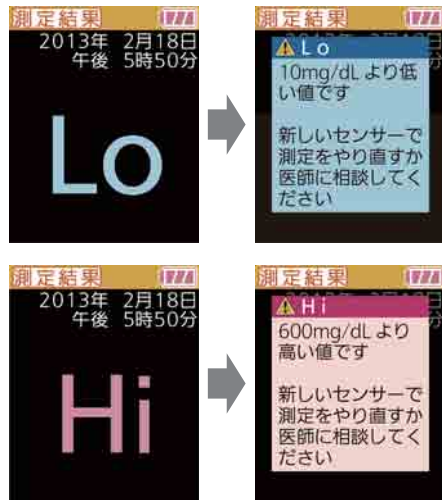 測定結果
2013年 2月18日
午後 5時50分
Lo
測定結果
Lo
10mg/dLより低
い値です
新しいセンサーで
測定をやり直すか
医師に相談してく
ださい
測定結果
2013年 2月18日
午後 5時50分
Hi
測定結果
Hi
600mg/dLより
高い値です
新しいセンサーで
測定をやり直すか
医師に相談してく
ださい